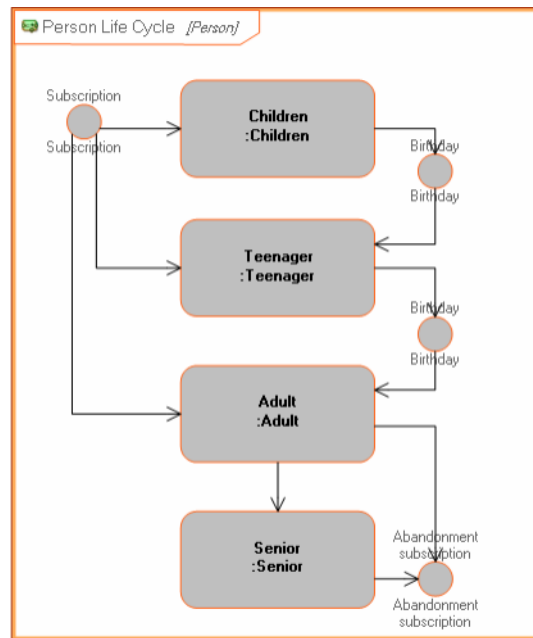 Person Life Cycle [Person]
Subscription
Subscription
Children
:Children
Birthday
Birthday
Teenager
:Teenager
Birthday
Birthday
Adult
:Adult
Senior
:Senior
Abandonment
subscription
Abandonment
subscription